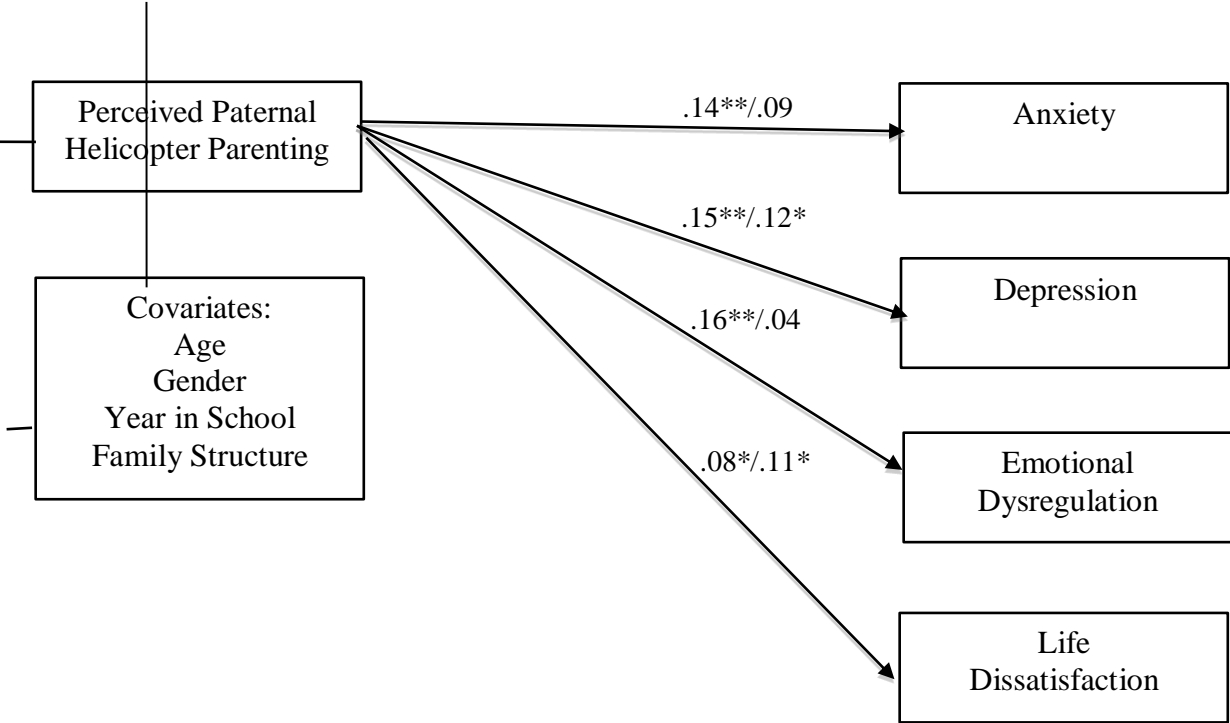 Perceived Paternal
Helicopter Parenting
.14**/.09
Anxiety
.15**/.12*
Depression
Covariates:
Age
Gender
Year in School
Family Structure
.16**/.04
Emotional
Dysregulation
.08*/.11*
Life
Dissatisfaction